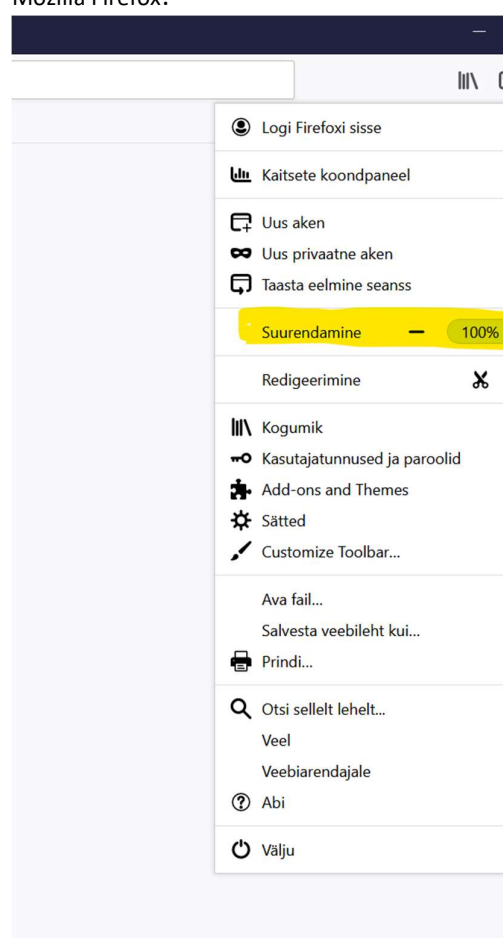 Mozilla Firefox:
Logi Firefoxi sisse
Kaitsete koondpaneel
Uus aken
Uus privaatne aken
Taasta eelmine seanss
Suurendamine − 100%
Redigeerimine
Kogumik
Kasutajatunnused ja paroolid
Add-ons and Themes
Sätted
Customize Toolbar...
Ava fail...
Salvesta veebileht kui...
Prindi...
Otsi sellelt lehelt...
Veel
Veebiarendajale
Abi
Välju